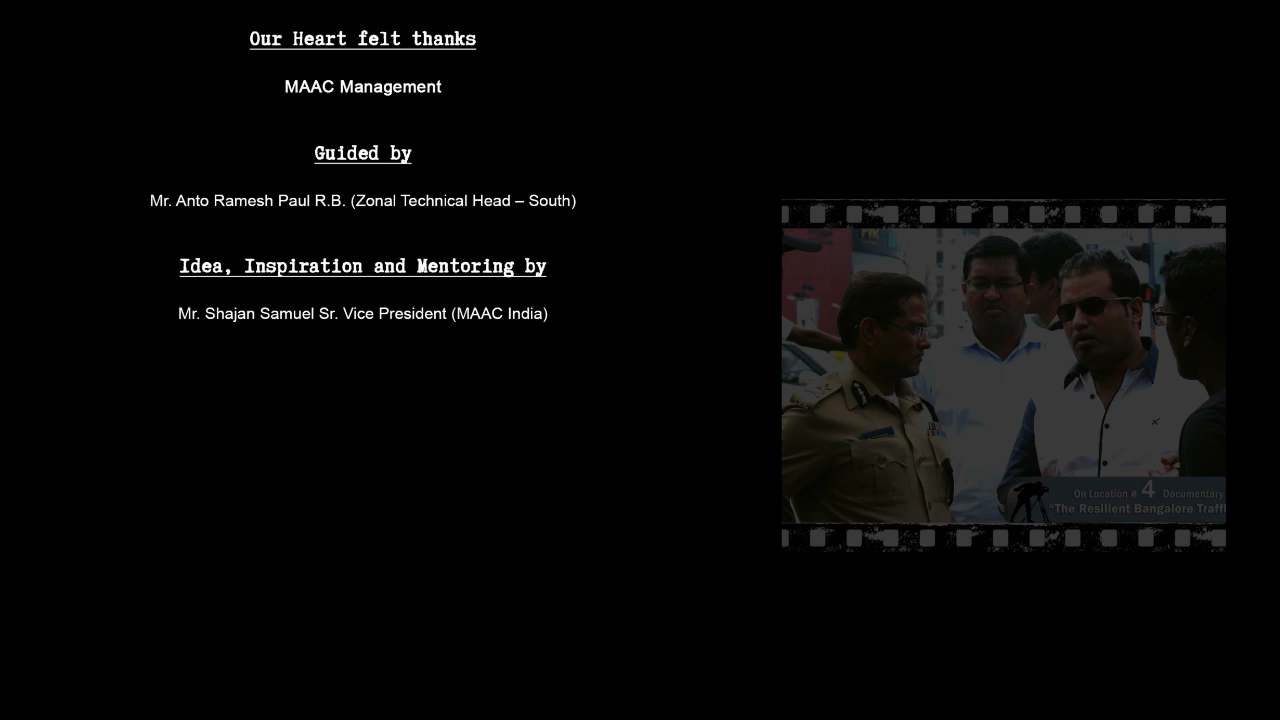 Our Heart felt thanks
MAAC Management
Guided by
Mr. Anto Ramesh Paul R.B. (Zonal Technical Head – South)
Idea, Inspiration and Mentoring by
Mr. Shajan Samuel Sr. Vice President (MAAC India)
On Location # 4 Documentary
"The Resilient Bangalore Traffi